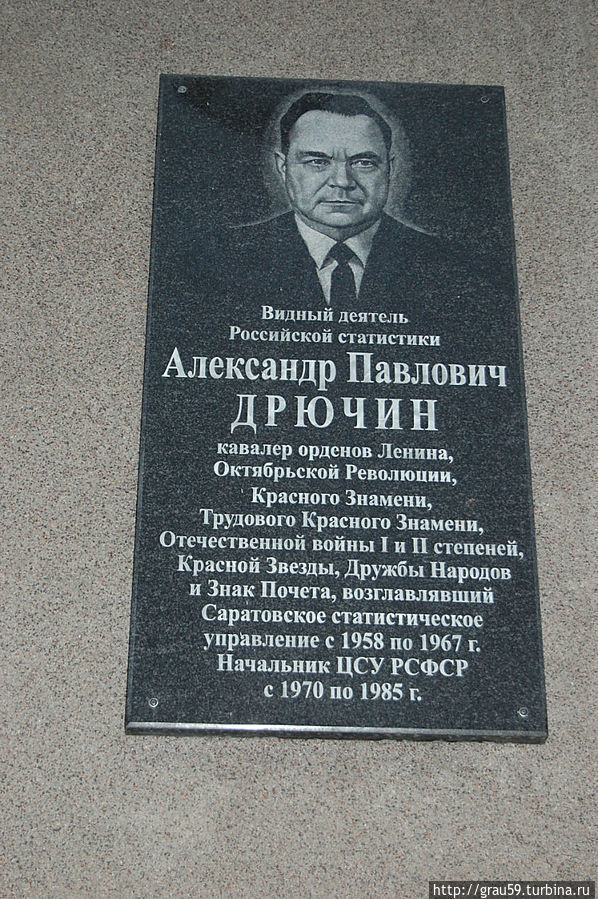 Видный деятель
Российской статистики
Александр Павлович
ДРЮЧИН
кавалер орденов Ленина,
Октябрьской Революции,
Красного Знамени,
Трудового Красного Знамени,
Отечественной войны I и II степеней,
Красной Звезды, Дружбы Народов
и Знак Почета, возглавлявший
Саратовское статистическое
управление с 1958 по 1967 г.
Начальник ЦСУ РСФСР
с 1970 по 1985 г.
http://grau59.turbina.ru